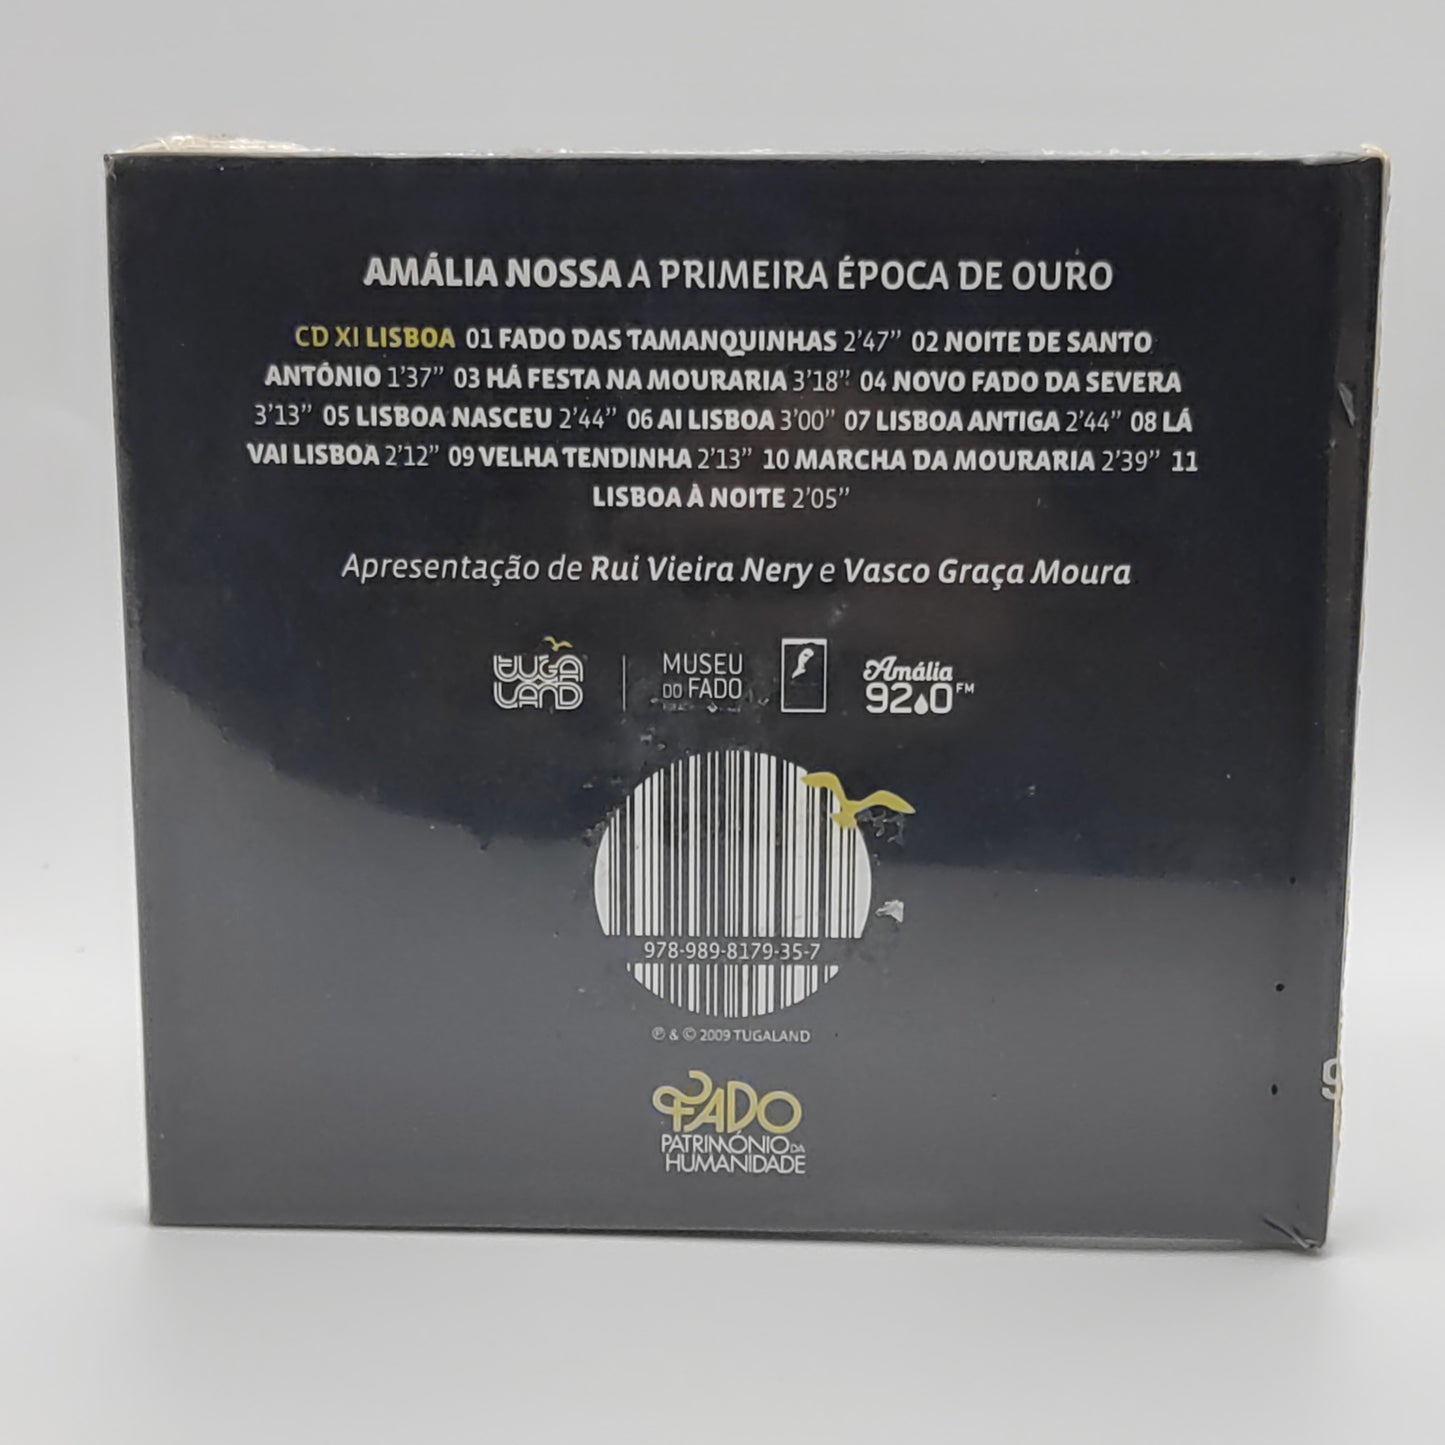 AMÁLIA NOSSA A PRIMEIRA ÉPOCA DE OURO
CD XI LISBOA 01 FADO DAS TAMANQUINHAS 2'47" 02 NOITE DE SANTO
ANTÓNIO 1'37" 03 HÁ FESTA NA MOURARIA 3'18" 04 NOVO FADO DA SEVERA
3'13" 05 LISBOA NASCEU 2'44" 06 AI LISBOA 3'00" 07 LISBOA ANTIGA 2'44" 08 LÁ
VAI LISBOA 2'12" 09 VELHA TENDINHA 2'13" 10 MARCHA DA MOURARIA 2'39" 11
LISBOA À NOITE 2'05"
Apresentação de Rui Vieira Nery e Vasco Graça Moura
TUGA
LAND
MUSEU
DO FADO
Amália
92.0 FM
978-989-8179-35-7
℗ & © 2009 TUGALAND
FADO
PATRIMÓNIO DA
HUMANIDADE